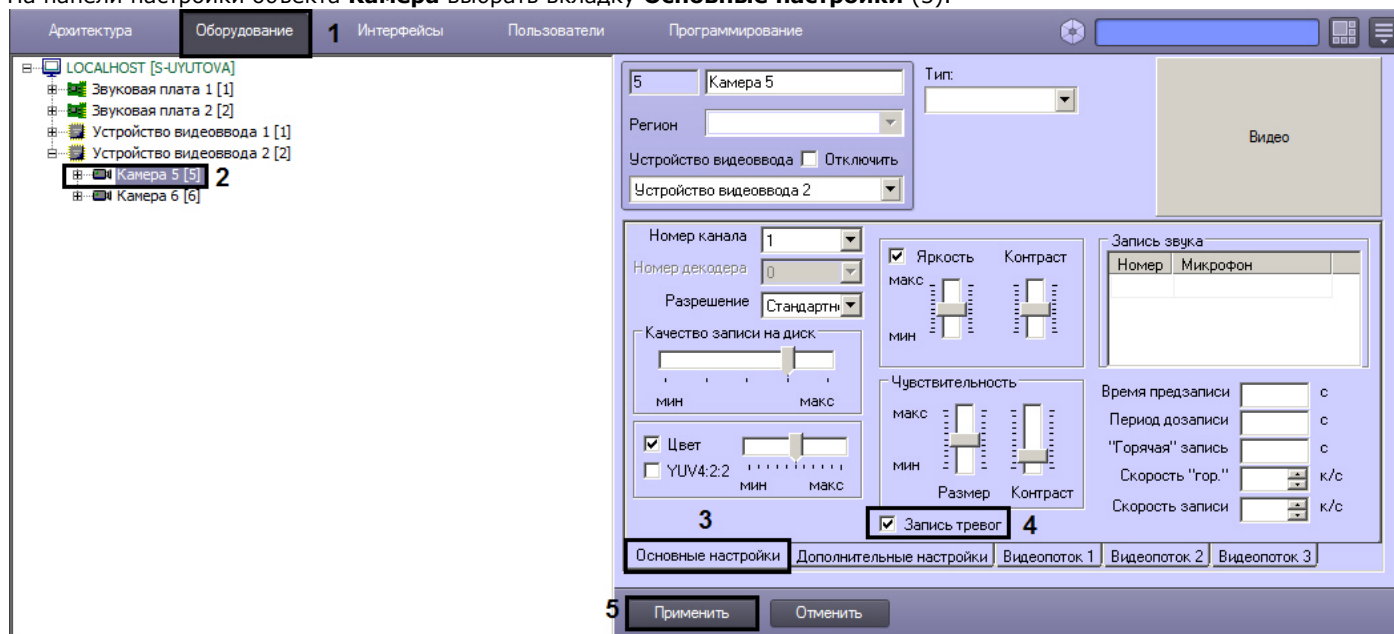 На панели настройки объекта Камера выбрать вкладку Основные настройки (3).
Архитектура Оборудование 1 Интерфейсы Пользователи Программирование
LOCALHOST [S-UYUTOVA]
Звуковая плата 1 [1]
Звуковая плата 2 [2]
Устройство видеоввода 1 [1]
Устройство видеоввода 2 [2]
Камера 5 [5] 2
Камера 6 [6]
5 Камера 5
Тип:
Регион
Устройство видеоввода Отключить
Устройство видеоввода 2
Видео
Номер канала 1
Номер декодера 0
Разрешение Стандартн
Качество записи на диск
мин макс
Цвет
YUV4:2:2
мин макс
3
Яркость Контраст
макс
мин
Чувствительность
макс
мин
Размер Контраст
Запись тревог 4
Запись звука
Номер Микрофон
Время предзаписи с
Период дозаписи с
"Горячая" запись с
Скорость "гор." к/с
Скорость записи к/с
Основные настройки Дополнительные настройки Видеопоток 1 Видеопоток 2 Видеопоток 3
5 Применить Отменить